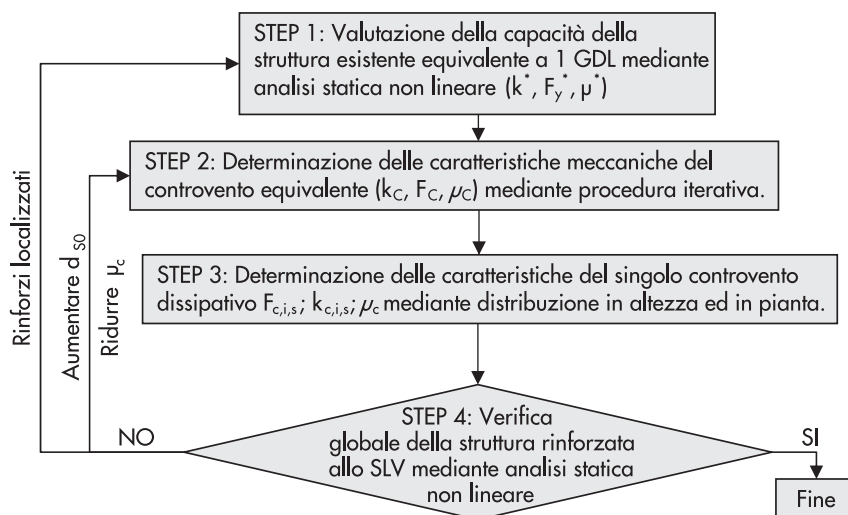 STEP 1: Valutazione della capacità della
struttura esistente equivalente a 1 GDL mediante
analisi statica non lineare (k*, Fy*, µ*)
STEP 2: Determinazione delle caratteristiche meccaniche del
controvento equivalente (kC, FC, µC) mediante procedura iterativa.
STEP 3: Determinazione delle caratteristiche del singolo controvento
dissipativo Fc,i,s; kc,i,s; µc mediante distribuzione in altezza ed in pianta.
STEP 4: Verifica
globale della struttura rinforzata
allo SLV mediante analisi statica
non lineare
NO
SI
Fine
Rinforzi localizzati
Aumentare dS0
Ridurre µc